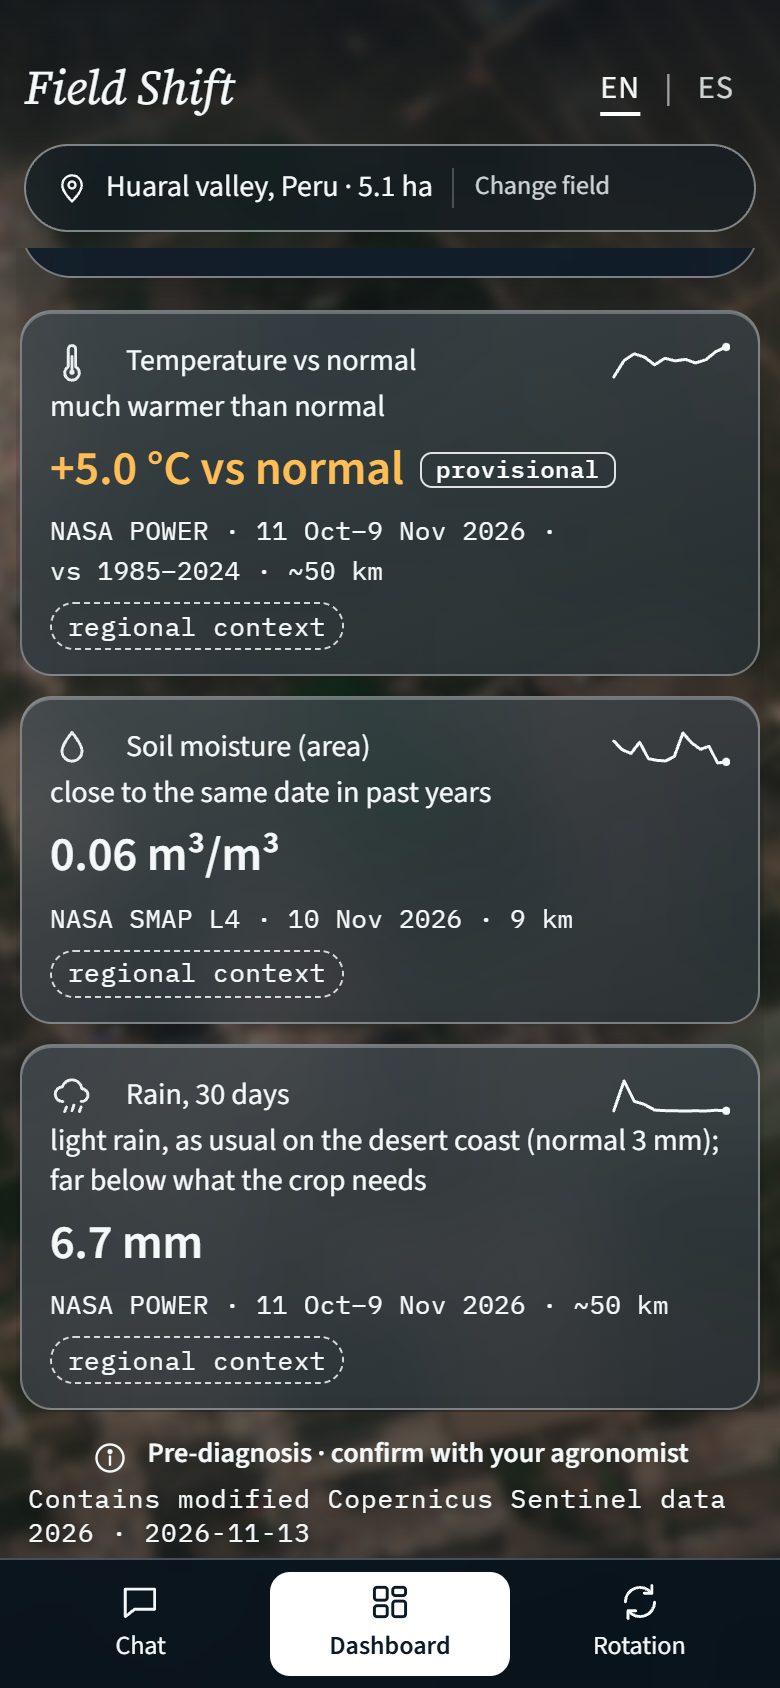 Field Shift
EN | ES
Huaral valley, Peru · 5.1 ha | Change field
Temperature vs normal
much warmer than normal
+5.0 °C vs normal provisional
NASA POWER · 11 Oct–9 Nov 2026 ·
vs 1985–2024 · ~50 km
regional context
Soil moisture (area)
close to the same date in past years
0.06 m³/m³
NASA SMAP L4 · 10 Nov 2026 · 9 km
regional context
Rain, 30 days
light rain, as usual on the desert coast (normal 3 mm);
far below what the crop needs
6.7 mm
NASA POWER · 11 Oct–9 Nov 2026 · ~50 km
regional context
Pre-diagnosis · confirm with your agronomist
Contains modified Copernicus Sentinel data
2026 · 2026-11-13
Chat
Dashboard
Rotation